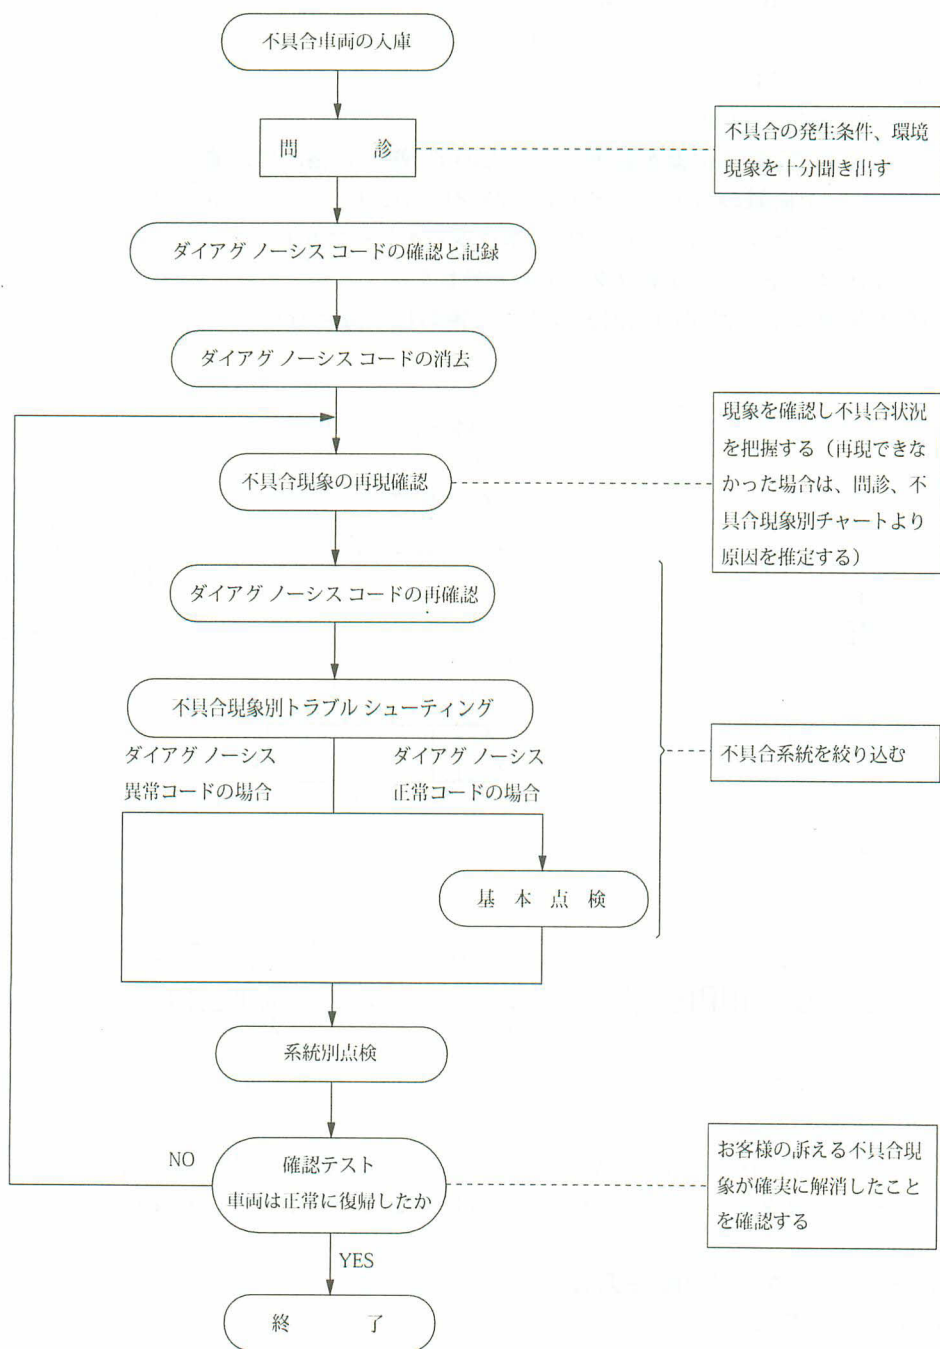 不具合車両の入庫
問診
不具合の発生条件、環境
現象を十分聞き出す
ダイアグ ノーシス コードの確認と記録
ダイアグ ノーシス コードの消去
不具合現象の再現確認
現象を確認し不具合状況
を把握する（再現できな
かった場合は、問診、不
具合現象別チャートより
原因を推定する）
ダイアグ ノーシス コードの再確認
不具合現象別トラブル シューティング
ダイアグ ノーシス
異常コードの場合
ダイアグ ノーシス
正常コードの場合
不具合系統を絞り込む
基本点検
系統別点検
確認テスト
車両は正常に復帰したか
NO
お客様の訴える不具合現
象が確実に解消したこと
を確認する
YES
終了